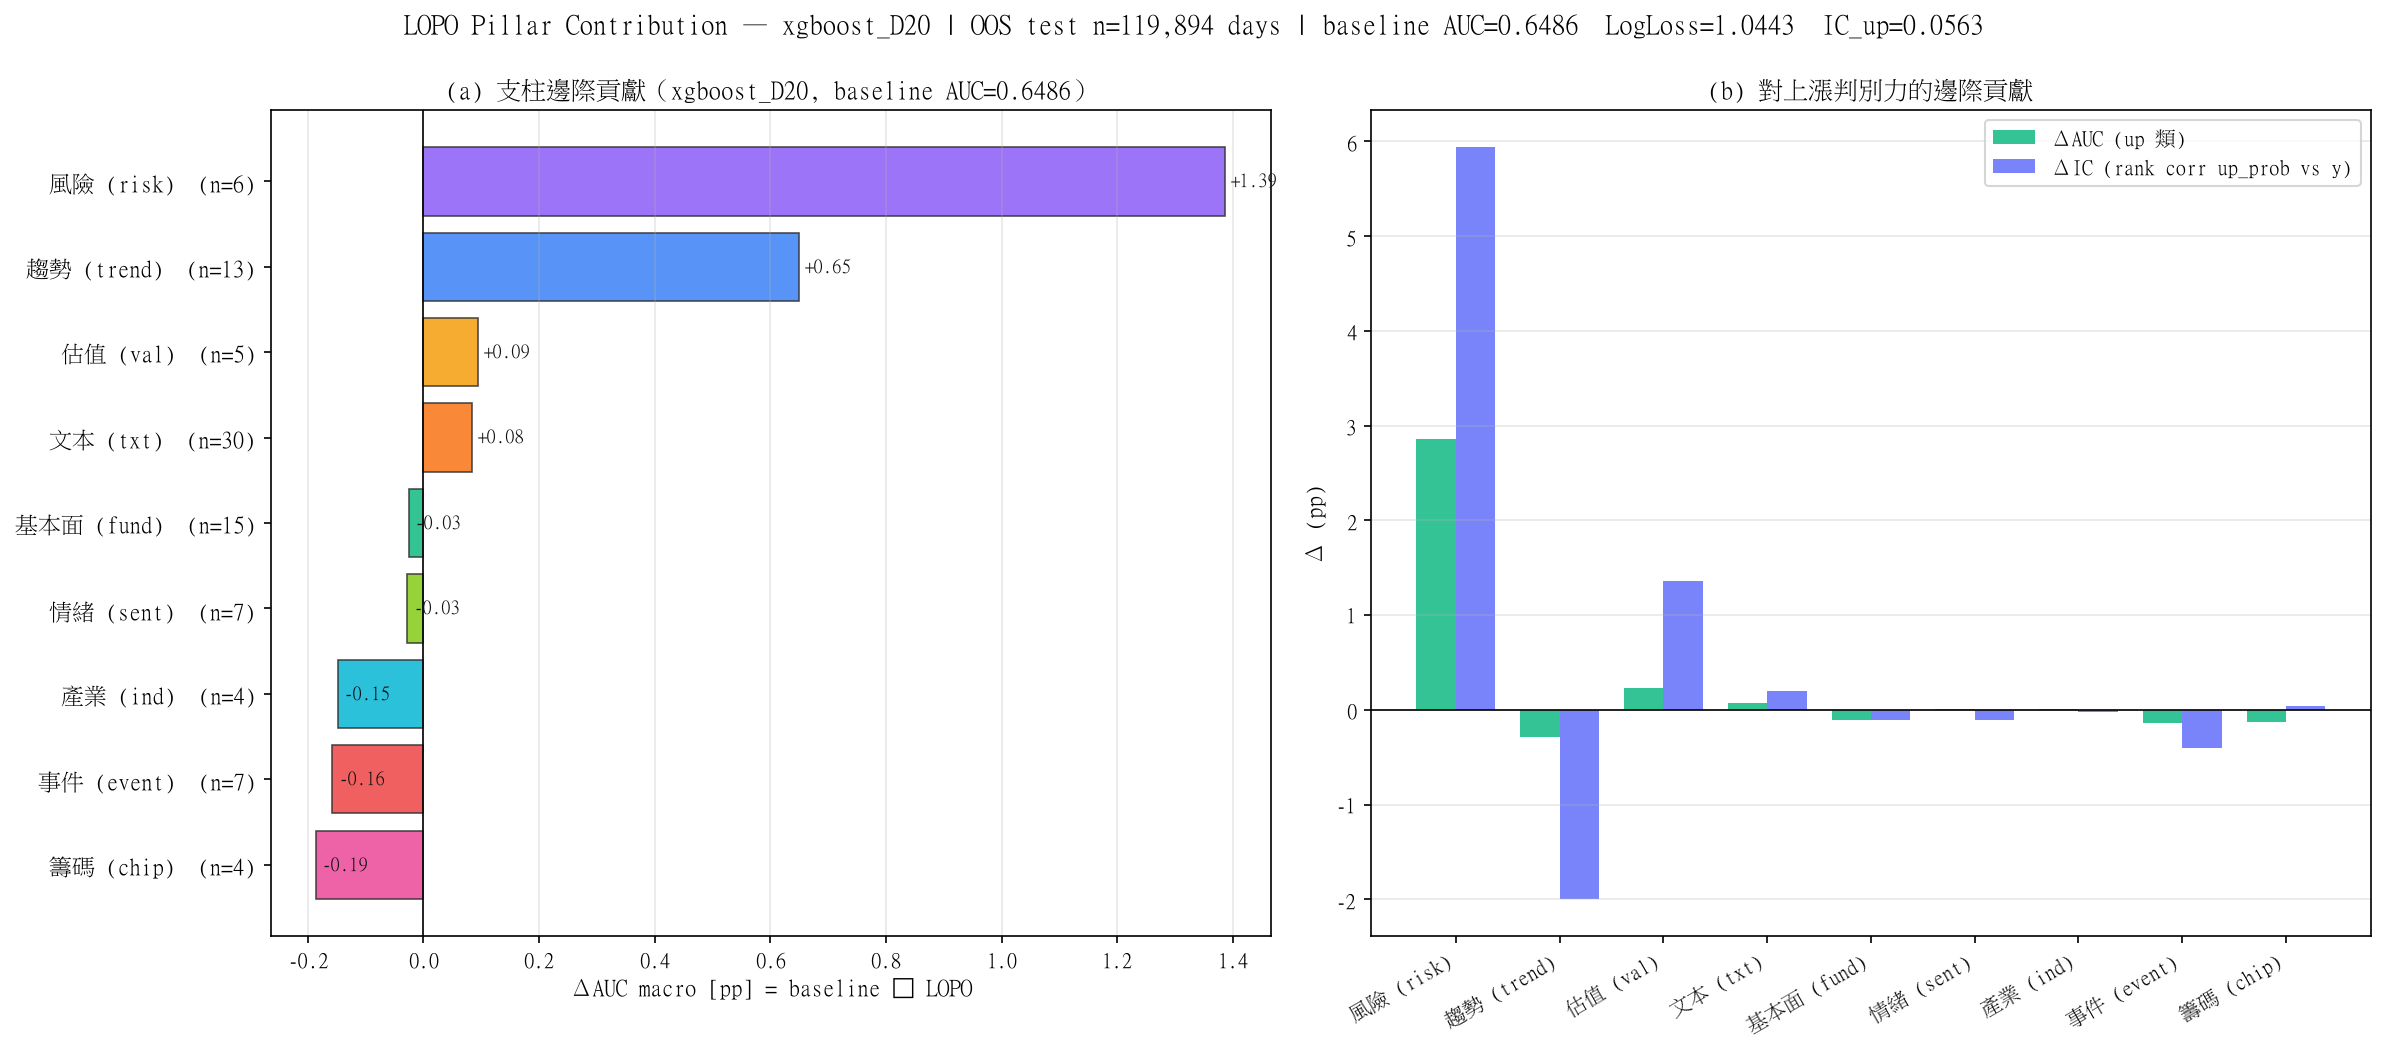 LOPO Pillar Contribution — xgboost_D20 | OOS test n=119,894 days | baseline AUC=0.6486  LogLoss=1.0443  IC_up=0.0563
(a) 支柱邊際貢獻（xgboost_D20, baseline AUC=0.6486）
風險 (risk)  (n=6)
+1.39
趨勢 (trend)  (n=13)
+0.65
估值 (val)  (n=5)
+0.09
文本 (txt)  (n=30)
+0.08
基本面 (fund)  (n=15)
-0.03
情緒 (sent)  (n=7)
-0.03
產業 (ind)  (n=4)
-0.15
事件 (event)  (n=7)
-0.16
籌碼 (chip)  (n=4)
-0.19
-0.2 0.0 0.2 0.4 0.6 0.8 1.0 1.2 1.4
ΔAUC macro [pp] = baseline □ LOPO
(b) 對上漲判別力的邊際貢獻
ΔAUC (up 類)
ΔIC (rank corr up_prob vs y)
Δ (pp)
6
5
4
3
2
1
0
-1
-2
風險 (risk)
趨勢 (trend)
估值 (val)
文本 (txt)
基本面 (fund)
情緒 (sent)
產業 (ind)
事件 (event)
籌碼 (chip)